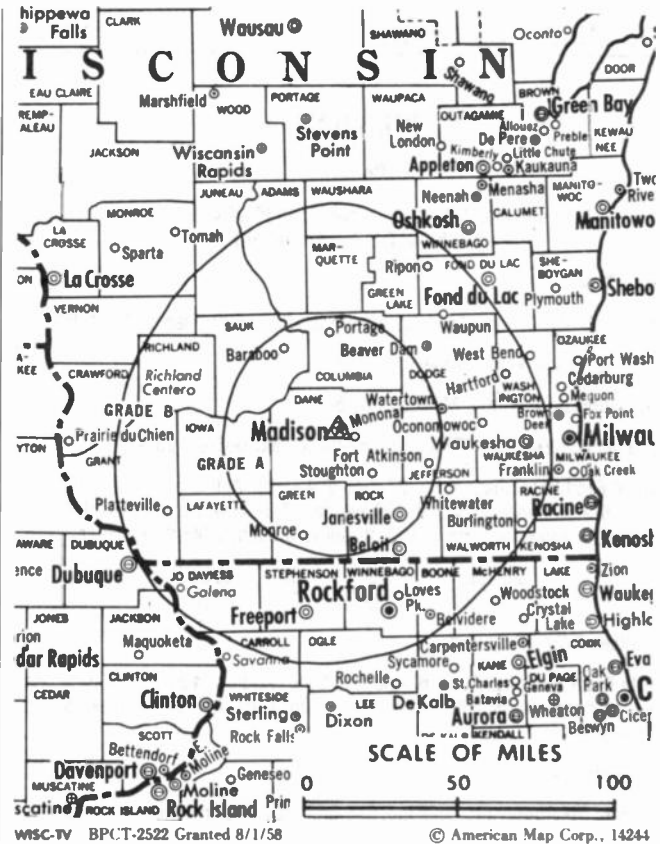 hippewa
Falls
CLARK
Wausau
SHAWANO
Oconto
DOOR
I S C O N S I N
Shawano
EAU CLAIRE
Marshfield
WOOD
PORTAGE
WAUPACA
OUTAGAMIE
BROWN
Green Bay
REMP-
ALEAU
Stevens
Point
New
London
Allouez
De Pere
Preble
KEWAU
NEE
JACKSON
Wisconsin
Rapids
Kimberly
Little Chute
Appleton
Kaukauna
JUNEAU
ADAMS
WAUSHARA
Neenah
Menasha
MANITO-
WOC
Two
Rive
MONROE
CALUMET
Manitowo
LA
CROSSE
Sparta
Tomah
Oshkosh
WINNEBAGO
MAR-
QUETTE
Ripon
FOND DU LAC
SHE-
BOYGAN
La Crosse
GREEN
LAKE
Fond du Lac
Plymouth
Shebo
VERNON
SAUK
Portage
Waupun
OZAUKEE
A-
KEE
RICHLAND
Baraboo
Beaver Dam
West Bend
Port Wash
CRAWFORD
Richland
Center
COLUMBIA
DODGE
Hartford
WASH
INGTON
Cedarburg
Mequon
GRADE B
DANE
Watertown
Brown
Deer
Fox Point
IOWA
Madison
Monona
Oconomowoc
Waukesha
Milwau
Prairie du Chien
YTON
GRANT
GRADE A
Fort
Atkinson
WAUKESHA
MILWAUKEE
Stoughton
JEFFERSON
Franklin
Oak Creek
Platteville
LAFAYETTE
GREEN
ROCK
Whitewater
RACINE
Racine
Monroe
Janesville
Burlington
Beloit
WALWORTH
KENOSHA
Kenosh
AWARE
DUBUQUE
ence
Dubuque
JO DAVIESS
Galena
STEPHENSON
WINNEBAGO
BOONE
McHENRY
LAKE
Zion
Rockford
Loves
Pk.
Woodstock
Waukeg
JONES
JACKSON
Freeport
Belvidere
Crystal
Lake
Highlc
rion
Maquoketa
CARROLL
OGLE
Carpentersville
COOK
dar Rapids
Savanna
Sycamore
KANE
Elgin
Eva
CLINTON
Rochelle
St. Charles
DU PAGE
Geneva
Oak
Park
C
CEDAR
Clinton
WHITESIDE
LEE
De Kalb
Batavia
Wheaton
Cicer
Sterling
Dixon
Aurora
Berwyn
SCOTT
Rock Falls
KENDALL
Bettendorf
E. Moline
SCALE OF MILES
Davenport
Geneseo
MUSCATINE
Moline
0 50 100
scatine
ROCK ISLAND
Rock Island
Prin
WISC-TV BPCT-2522 Granted 8/1/58 © American Map Corp., 14244